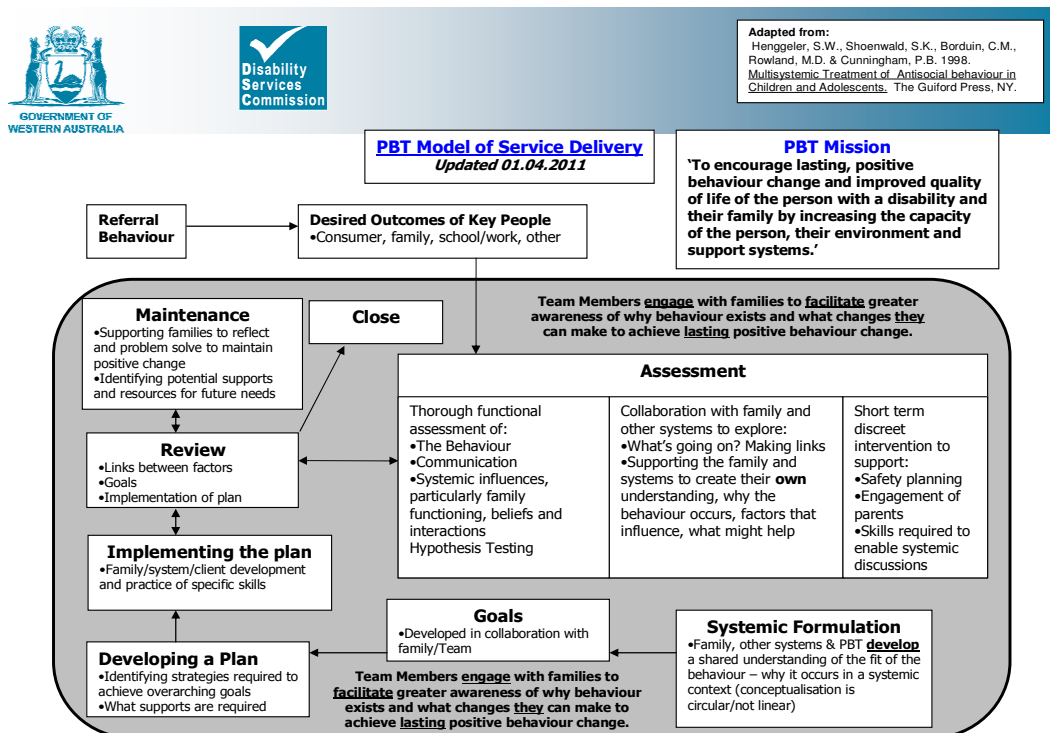 GOVERNMENT OF
WESTERN AUSTRALIA
Disability
Services
Commission
Adapted from:
Henggeler, S.W., Shoenwald, S.K., Borduin, C.M.,
Rowland, M.D. & Cunningham, P.B. 1998.
Multisystemic Treatment of Antisocial behaviour in
Children and Adolescents. The Guiford Press, NY.
PBT Model of Service Delivery
Updated 01.04.2011
PBT Mission
‘To encourage lasting, positive
behaviour change and improved quality
of life of the person with a disability and
their family by increasing the capacity
of the person, their environment and
support systems.’
Referral
Behaviour
Desired Outcomes of Key People
•Consumer, family, school/work, other
Team Members engage with families to facilitate greater
awareness of why behaviour exists and what changes they
can make to achieve lasting positive behaviour change.
Maintenance
•Supporting families to reflect
and problem solve to maintain
positive change
•Identifying potential supports
and resources for future needs
Close
Assessment
Thorough functional
assessment of:
•The Behaviour
•Communication
•Systemic influences,
particularly family
functioning, beliefs and
interactions
Hypothesis Testing
Collaboration with family and
other systems to explore:
•What’s going on? Making links
•Supporting the family and
systems to create their own
understanding, why the
behaviour occurs, factors that
influence, what might help
Short term
discreet
intervention to
support:
•Safety planning
•Engagement of
parents
•Skills required to
enable systemic
discussions
Review
•Links between factors
•Goals
•Implementation of plan
Implementing the plan
•Family/system/client development
and practice of specific skills
Developing a Plan
•Identifying strategies required to
achieve overarching goals
•What supports are required
Goals
•Developed in collaboration with
family/Team
Systemic Formulation
•Family, other systems & PBT develop
a shared understanding of the fit of the
behaviour – why it occurs in a systemic
context (conceptualisation is
circular/not linear)
Team Members engage with families to
facilitate greater awareness of why behaviour
exists and what changes they can make to
achieve lasting positive behaviour change.